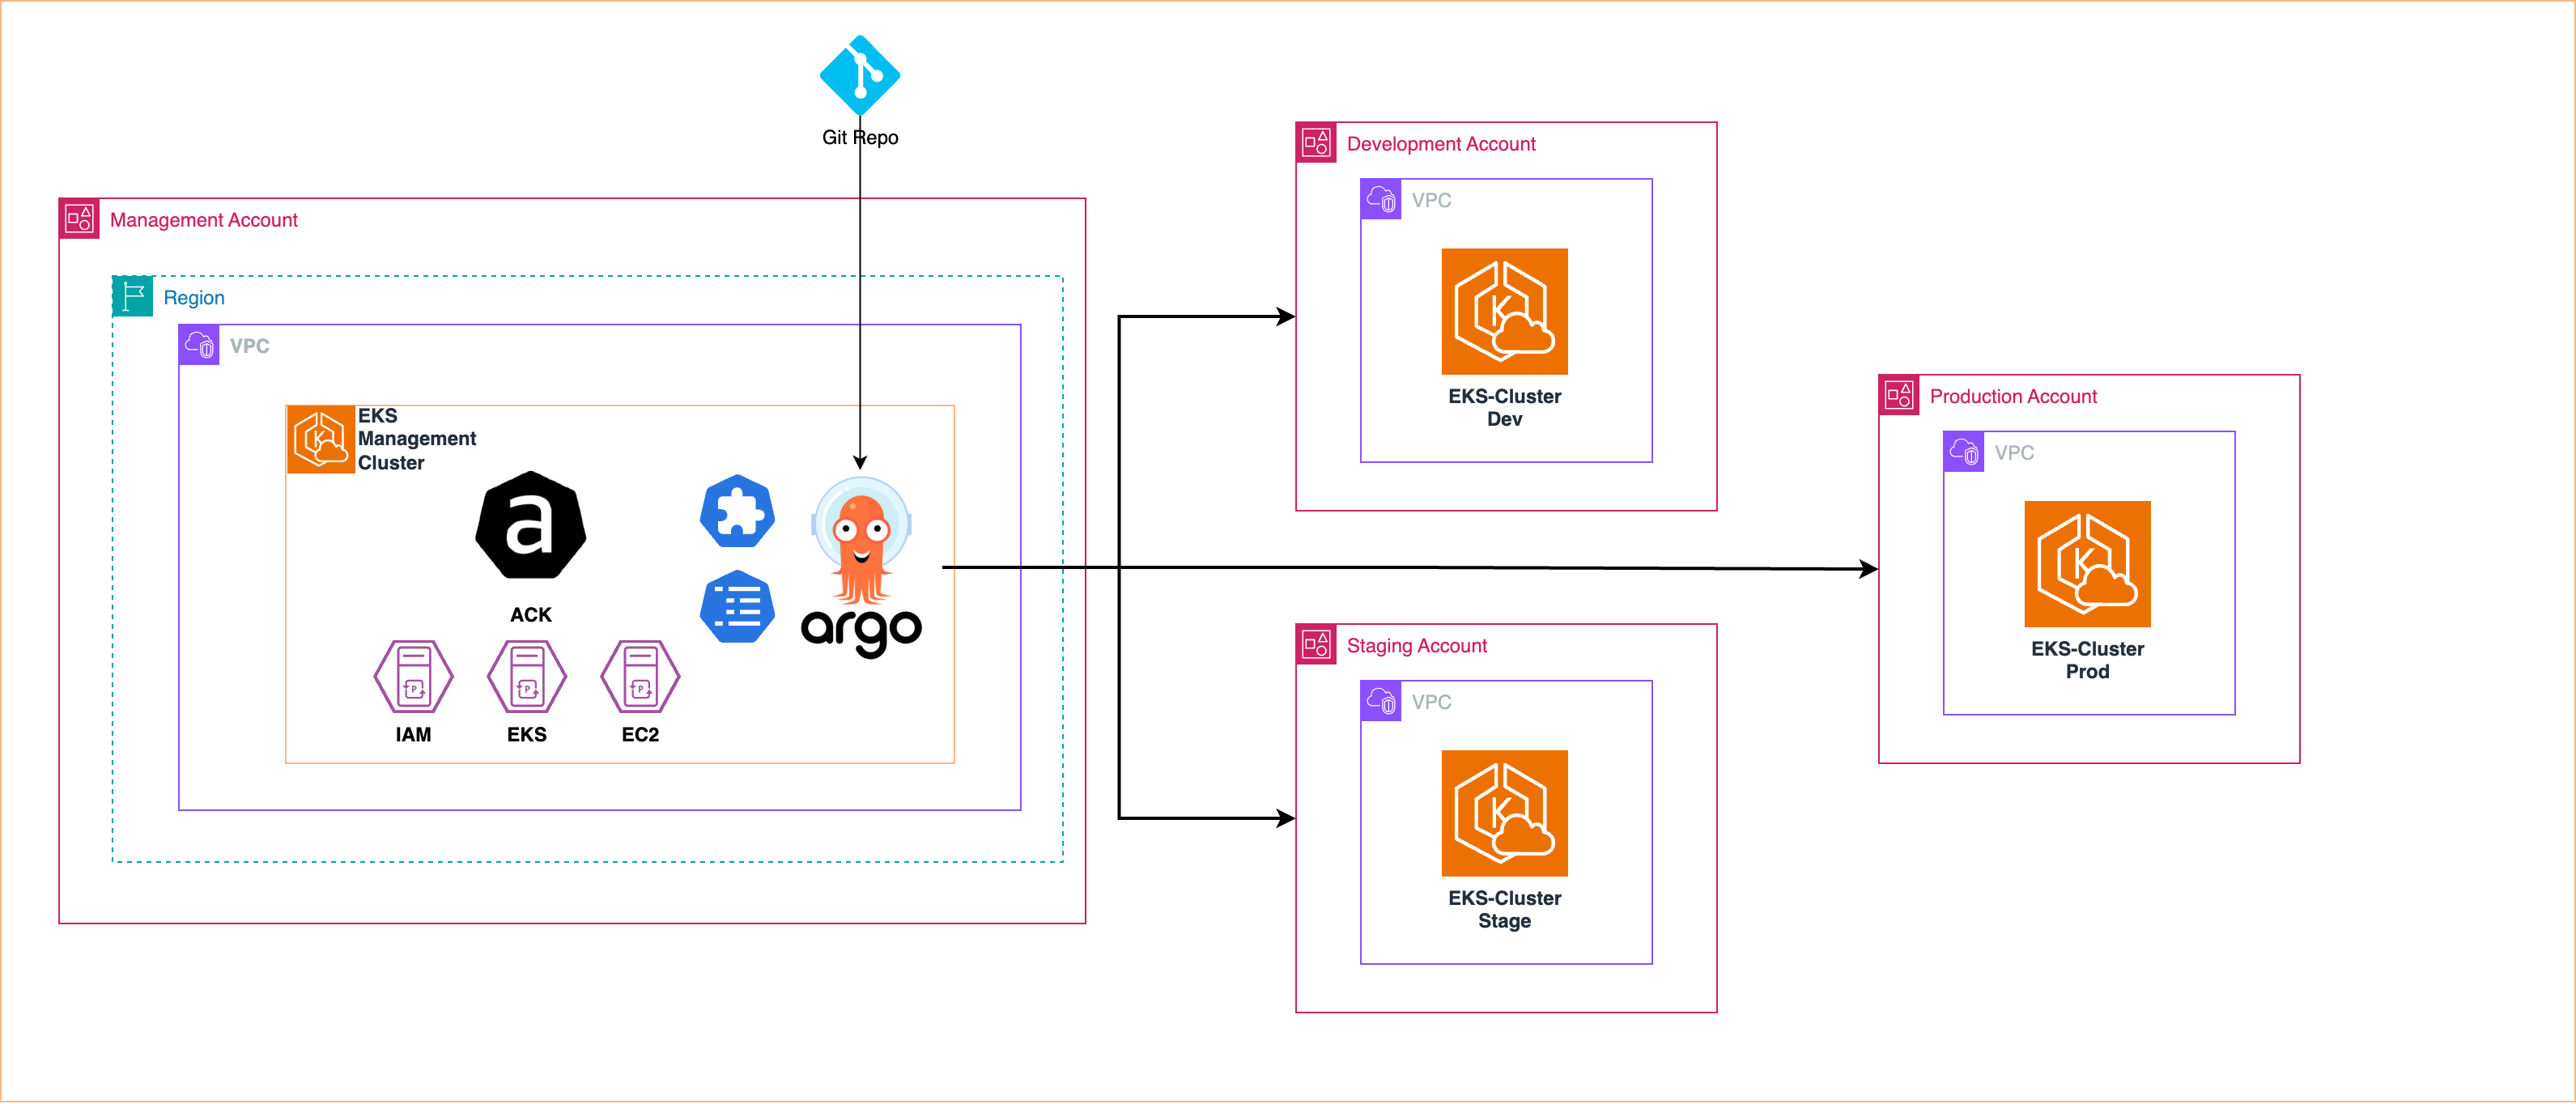 Git Repo
Management Account
Region
VPC
EKS
Management
Cluster
a
ACK
argo
P
P
P
IAM
EKS
EC2
Development Account
VPC
K
EKS-Cluster
Dev
Staging Account
VPC
K
EKS-Cluster
Stage
Production Account
VPC
K
EKS-Cluster
Prod